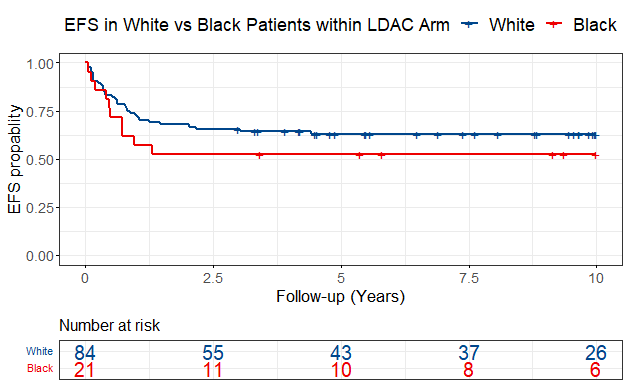 EFS in White vs Black Patients within LDAC Arm White Black
1.00
0.75
0.50
0.25
0.00
EFS propability
0 2.5 5 7.5 10
Follow-up (Years)
Number at risk
White 84 55 43 37 26
Black 21 11 10 8 6